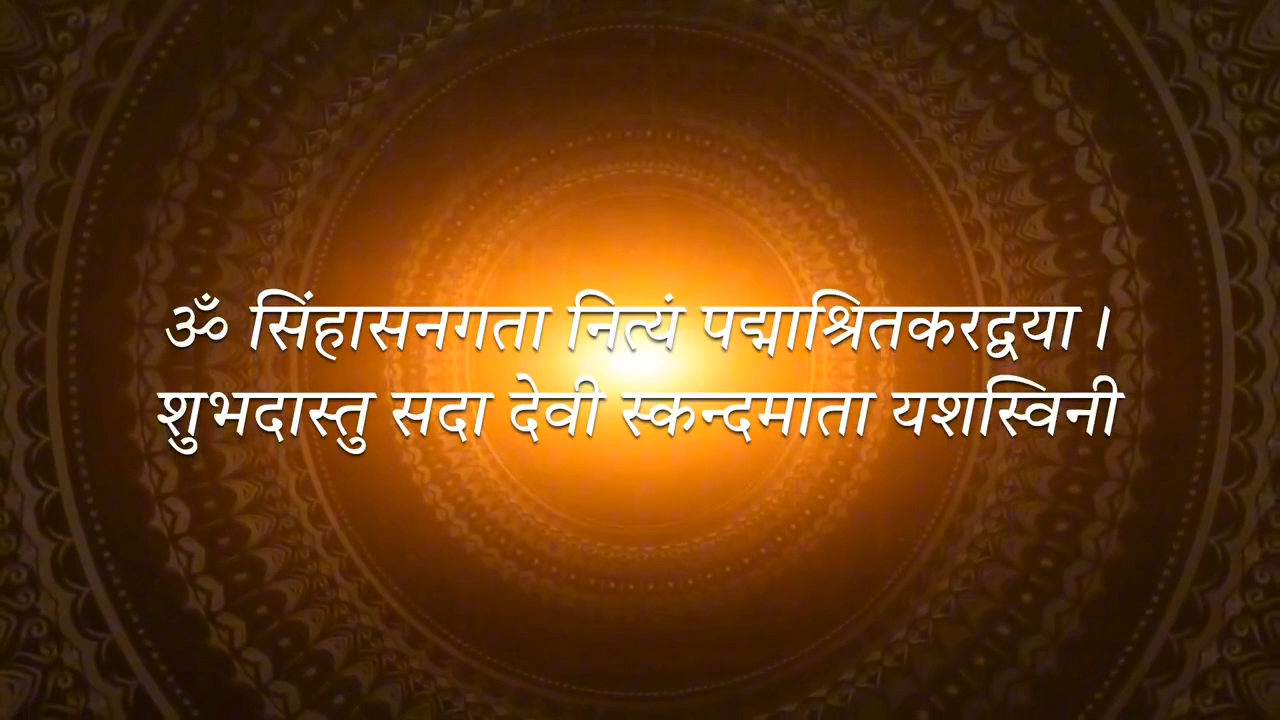 ॐ सिंहासनगता नित्यं पद्माश्रितकरद्वया ।
शुभदास्तु सदा देवी स्कन्दमाता यशस्विनी